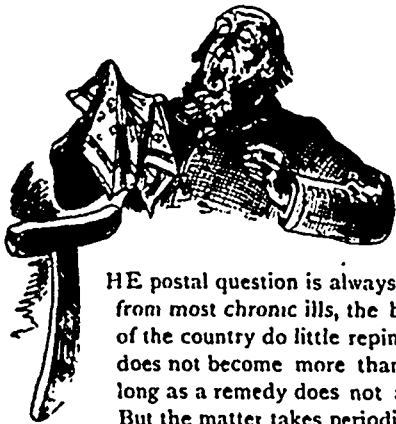 THE postal question is always
from most chronic ills, the b
of the country do little repin
does not become more than
long as a remedy does not a
But the matter takes periodi